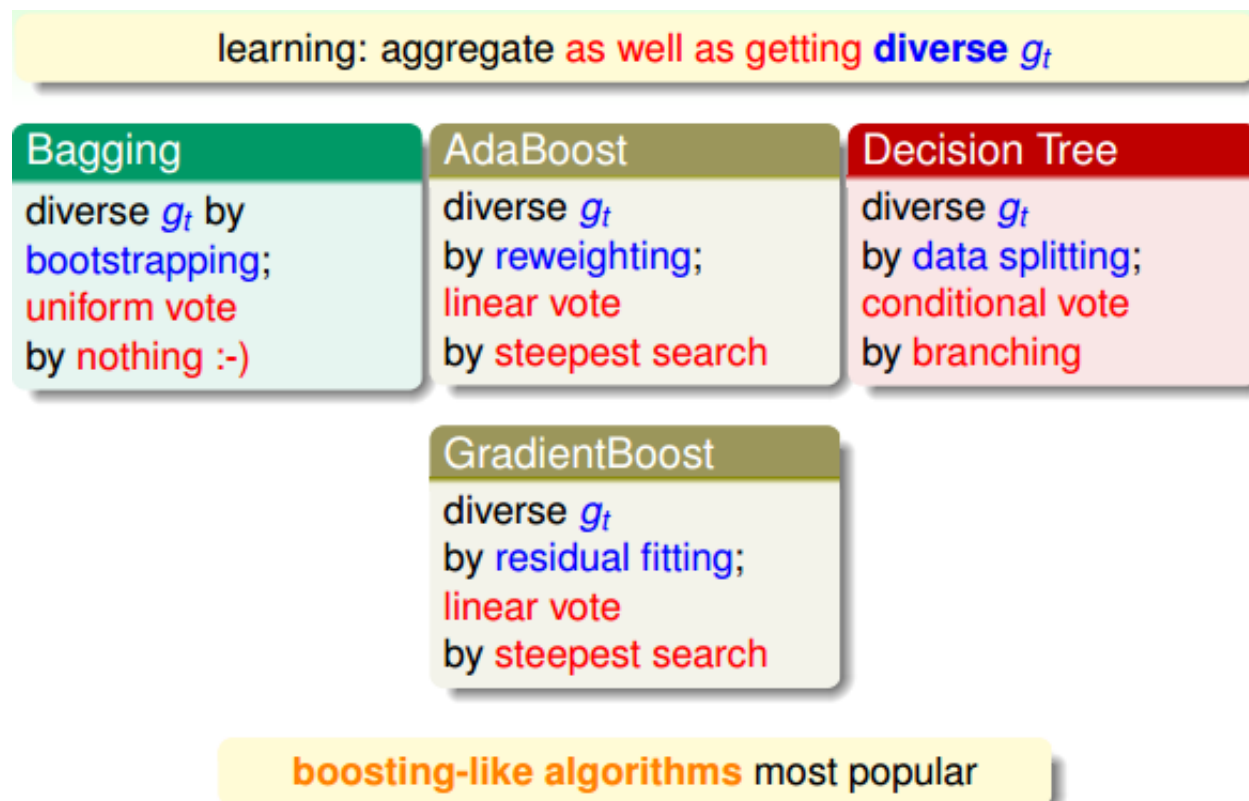 learning: aggregate as well as getting diverse gt
Bagging
diverse gt by
bootstrapping;
uniform vote
by nothing :-)
AdaBoost
diverse gt
by reweighting;
linear vote
by steepest search
Decision Tree
diverse gt
by data splitting;
conditional vote
by branching
GradientBoost
diverse gt
by residual fitting;
linear vote
by steepest search
boosting-like algorithms most popular